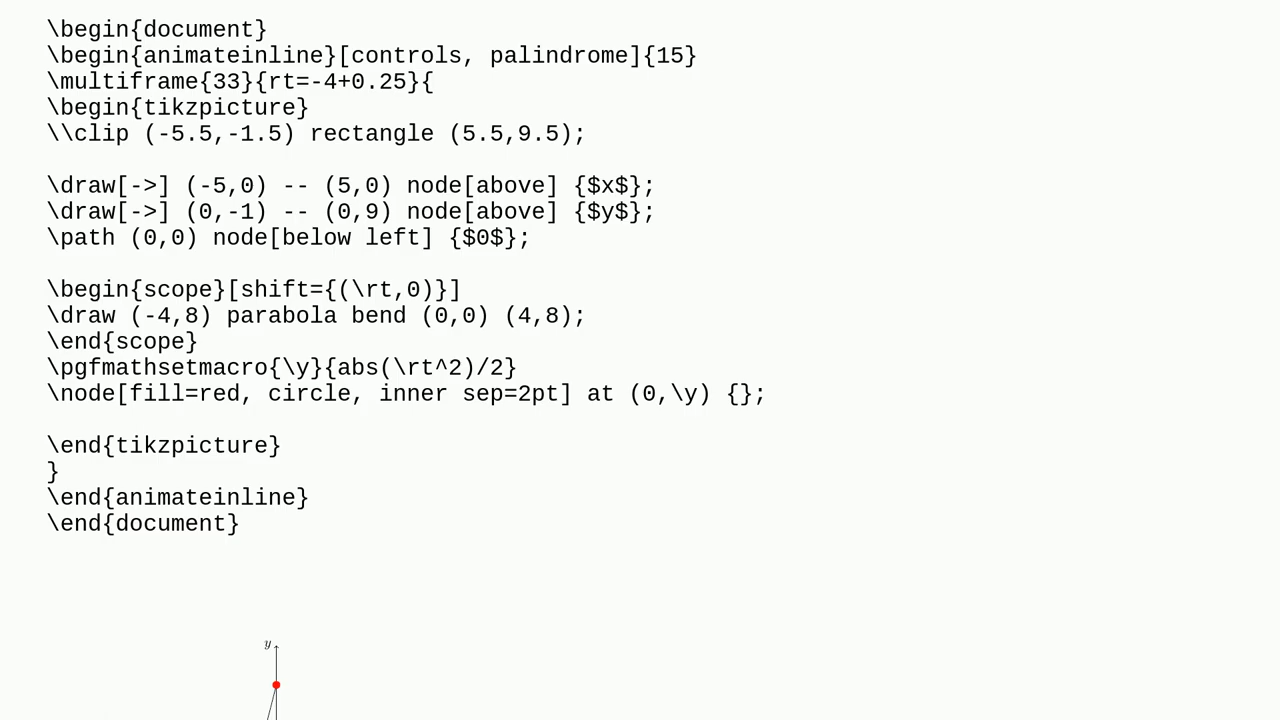 \begin{document}
\begin{animateinline}[controls, palindrome]{15}
\multiframe{33}{rt=-4+0.25}{
\begin{tikzpicture}
\\clip (-5.5,-1.5) rectangle (5.5,9.5);
\draw[->] (-5,0) -- (5,0) node[above] {$x$};
\draw[->] (0,-1) -- (0,9) node[above] {$y$};
\path (0,0) node[below left] {$0$};
\begin{scope}[shift={(\rt,0)}]
\draw (-4,8) parabola bend (0,0) (4,8);
\end{scope}
\pgfmathsetmacro{\y}{abs(\rt^2)/2}
\node[fill=red, circle, inner sep=2pt] at (0,\y) {};
\end{tikzpicture}
}
\end{animateinline}
\end{document}
y